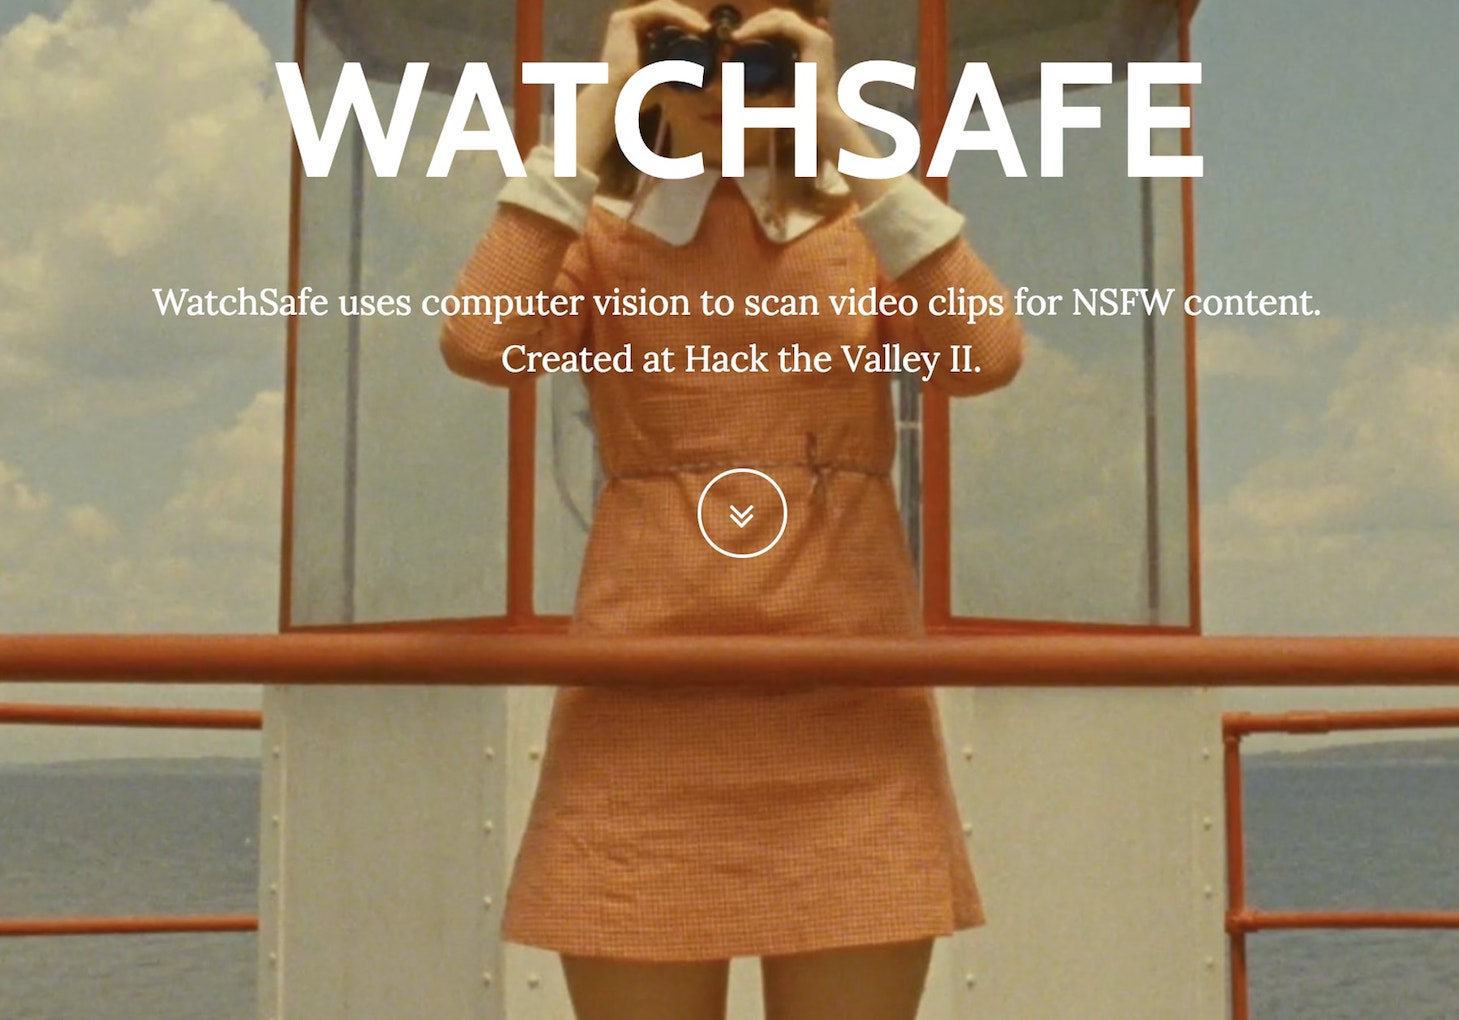 WATCHSAFE
WatchSafe uses computer vision to scan video clips for NSFW content.
Created at Hack the Valley II.